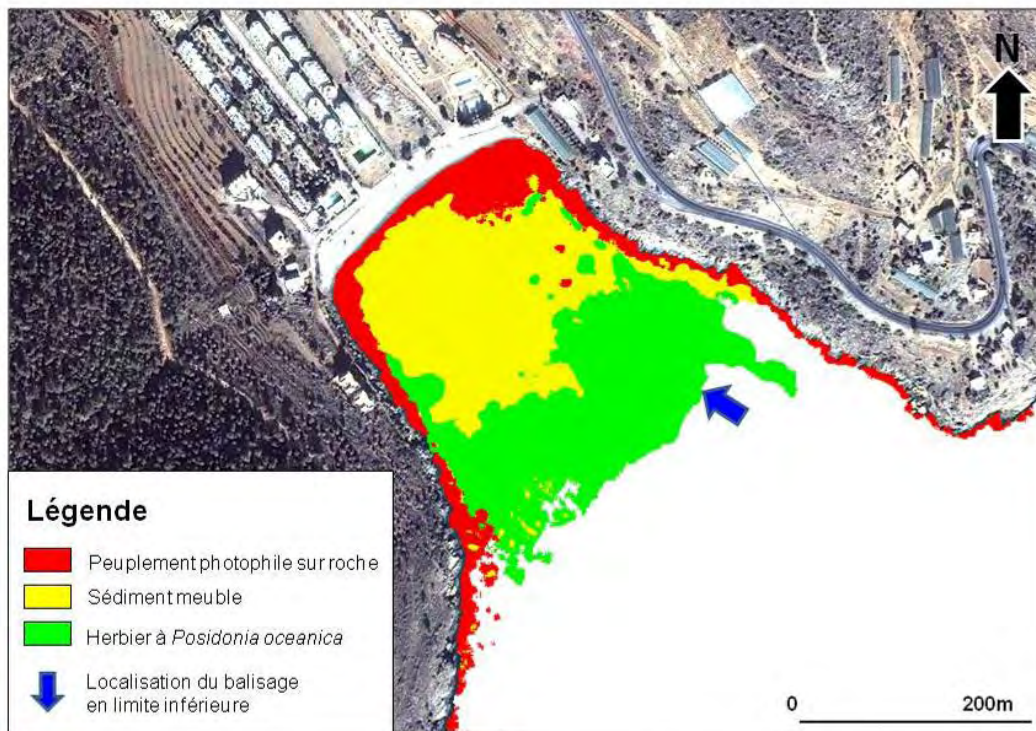 N
Légende
Peuplement photophile sur roche
Sédiment meuble
Herbier à Posidonia oceanica
Localisation du balisage
en limite inférieure
0 200m